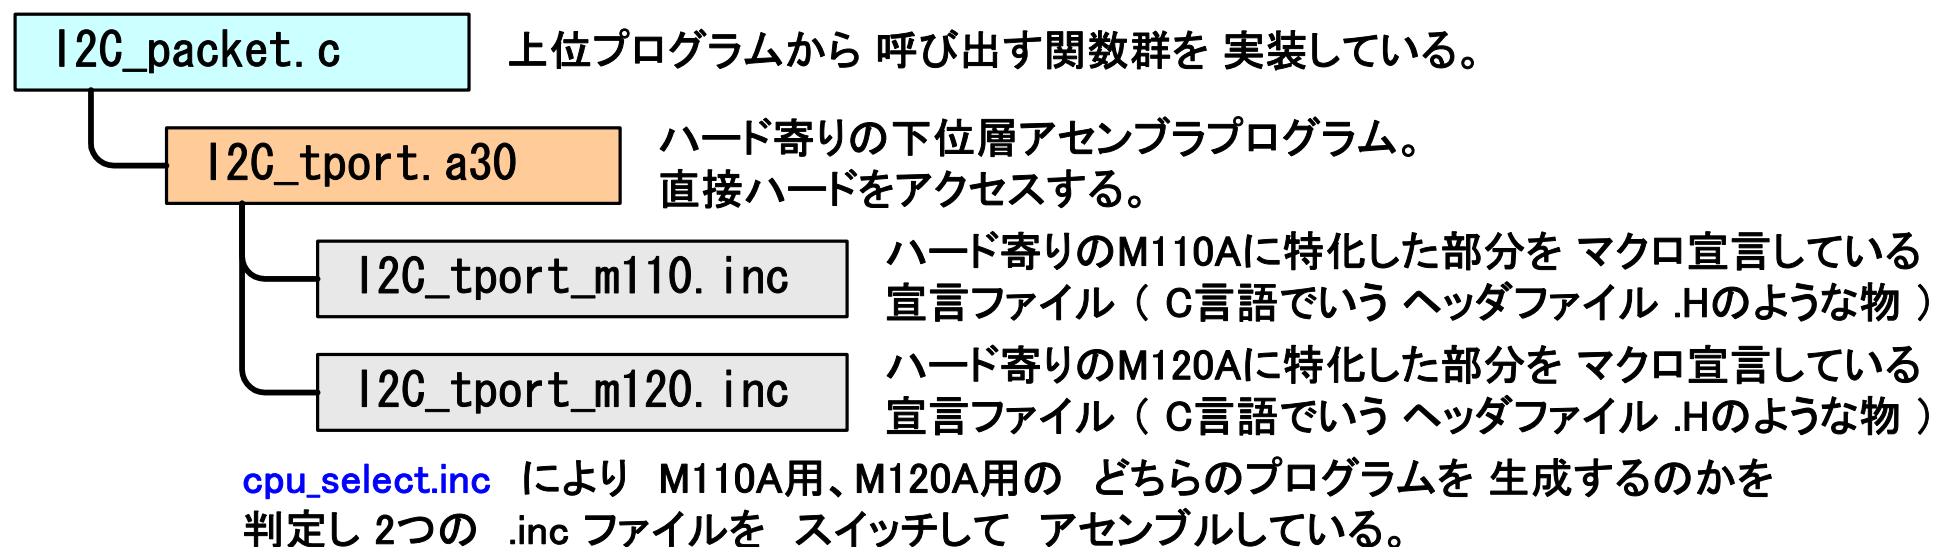 I2C_packet.c 上位プログラムから 呼び出す関数群を 実装している。
I2C_tport.a30 ハード寄りの下位層アセンブラプログラム。
直接ハードをアクセスする。
I2C_tport_m110.inc ハード寄りのM110Aに特化した部分を マクロ宣言している
宣言ファイル ( C言語でいう ヘッダファイル .Hのような物 )
I2C_tport_m120.inc ハード寄りのM120Aに特化した部分を マクロ宣言している
宣言ファイル ( C言語でいう ヘッダファイル .Hのような物 )
cpu_select.inc により M110A用、M120A用の どちらのプログラムを 生成するのかを
判定し 2つの .inc ファイルを スイッチして アセンブルしている。